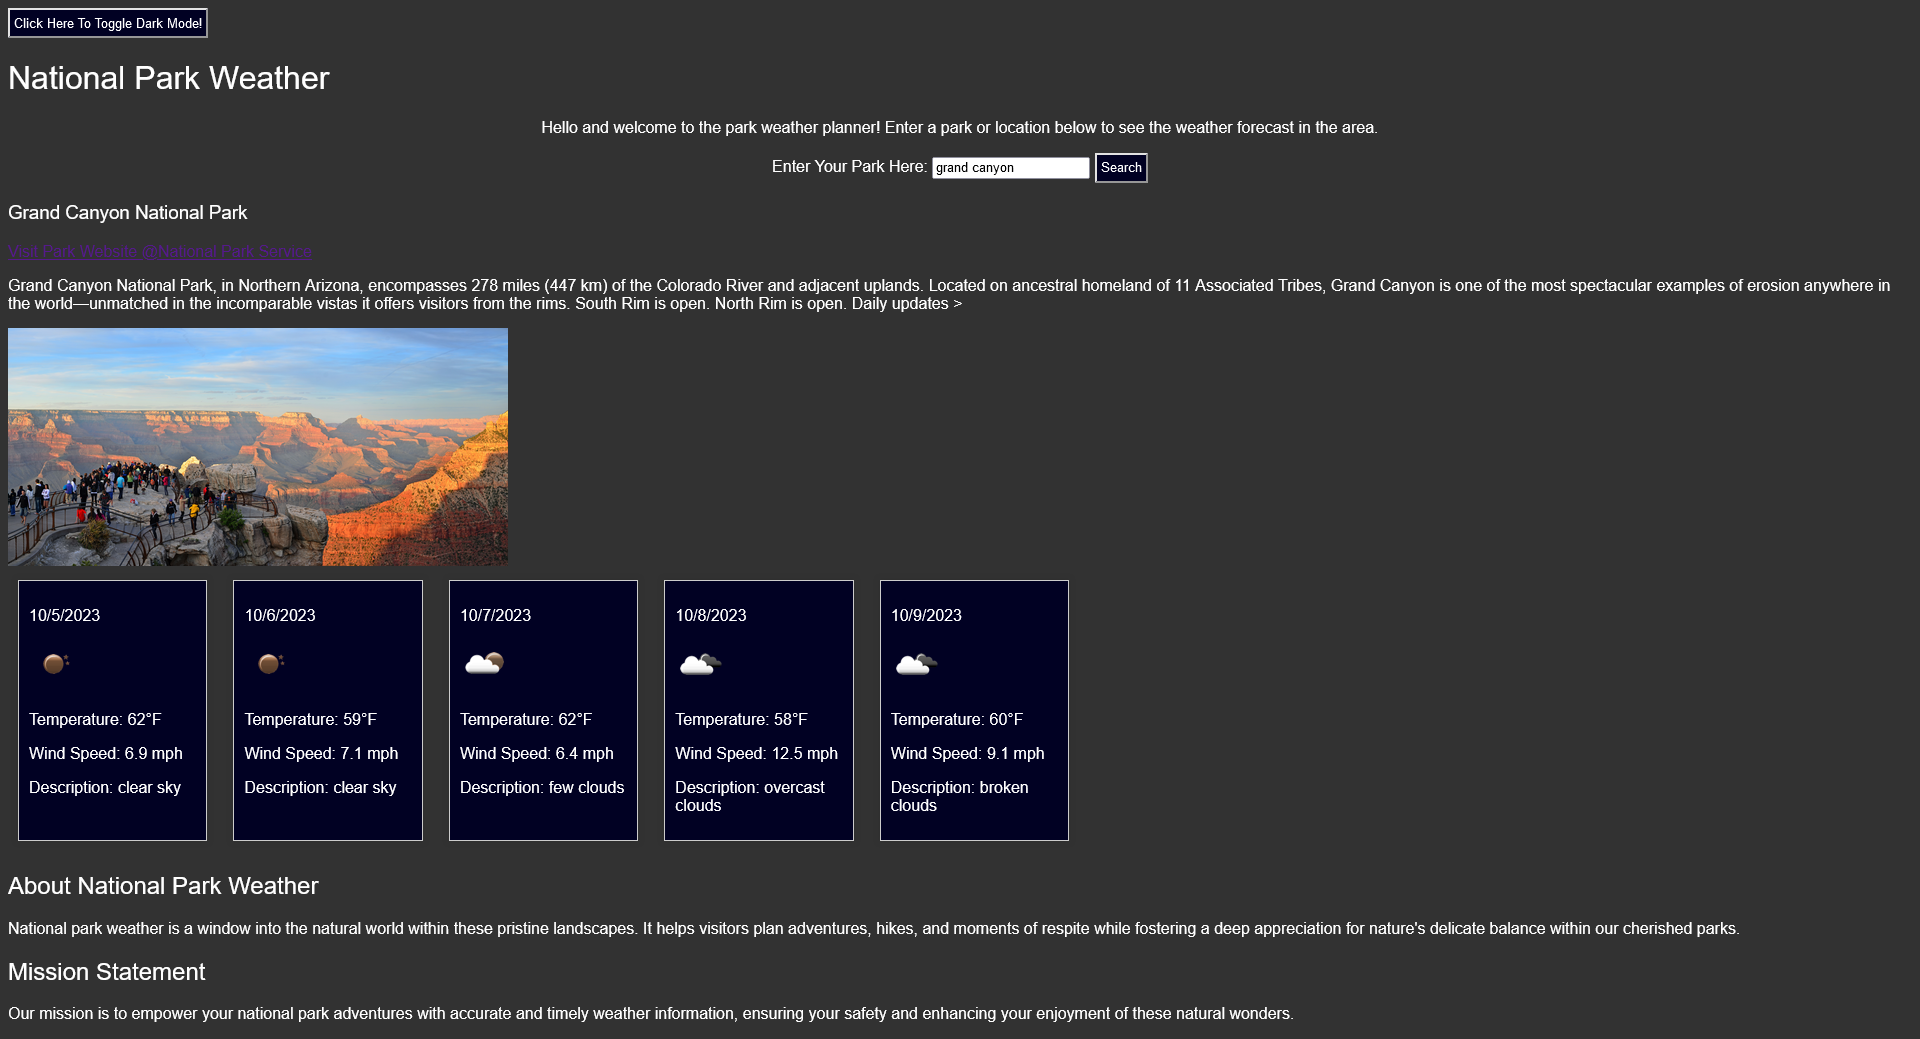 Click Here To Toggle Dark Mode!
National Park Weather
Hello and welcome to the park weather planner! Enter a park or location below to see the weather forecast in the area.
Enter Your Park Here: grand canyon Search
Grand Canyon National Park
Visit Park Website @National Park Service
Grand Canyon National Park, in Northern Arizona, encompasses 278 miles (447 km) of the Colorado River and adjacent uplands. Located on ancestral homeland of 11 Associated Tribes, Grand Canyon is one of the most spectacular examples of erosion anywhere in
the world—unmatched in the incomparable vistas it offers visitors from the rims. South Rim is open. North Rim is open. Daily updates >
10/5/2023
Temperature: 62°F
Wind Speed: 6.9 mph
Description: clear sky
10/6/2023
Temperature: 59°F
Wind Speed: 7.1 mph
Description: clear sky
10/7/2023
Temperature: 62°F
Wind Speed: 6.4 mph
Description: few clouds
10/8/2023
Temperature: 58°F
Wind Speed: 12.5 mph
Description: overcast
clouds
10/9/2023
Temperature: 60°F
Wind Speed: 9.1 mph
Description: broken
clouds
About National Park Weather
National park weather is a window into the natural world within these pristine landscapes. It helps visitors plan adventures, hikes, and moments of respite while fostering a deep appreciation for nature's delicate balance within our cherished parks.
Mission Statement
Our mission is to empower your national park adventures with accurate and timely weather information, ensuring your safety and enhancing your enjoyment of these natural wonders.